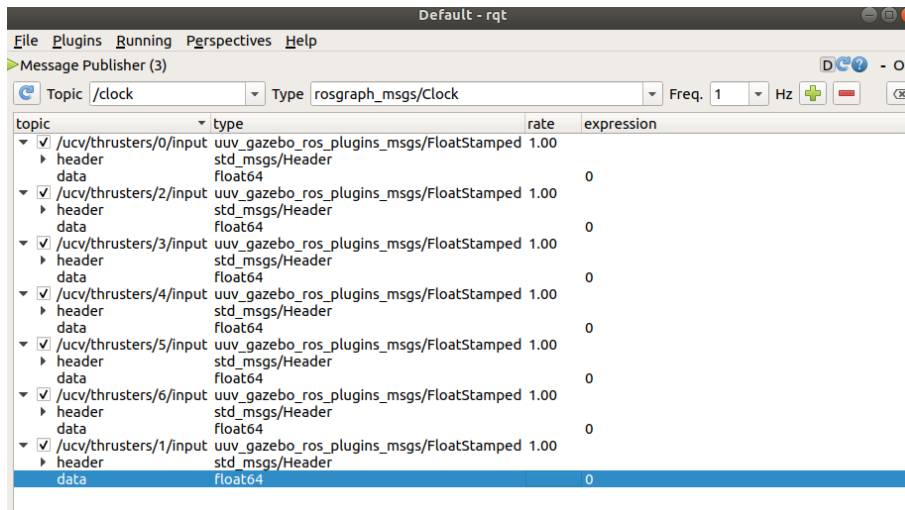 Default - rqt
File Plugins Running Perspectives Help
Message Publisher (3)
D - O
Topic /clock Type rosgraph_msgs/Clock Freq. 1 Hz
topic type rate expression
/ucv/thrusters/0/input uuv_gazebo_ros_plugins_msgs/FloatStamped 1.00
header std_msgs/Header
data float64 0
/ucv/thrusters/2/input uuv_gazebo_ros_plugins_msgs/FloatStamped 1.00
header std_msgs/Header
data float64 0
/ucv/thrusters/3/input uuv_gazebo_ros_plugins_msgs/FloatStamped 1.00
header std_msgs/Header
data float64 0
/ucv/thrusters/4/input uuv_gazebo_ros_plugins_msgs/FloatStamped 1.00
header std_msgs/Header
data float64 0
/ucv/thrusters/5/input uuv_gazebo_ros_plugins_msgs/FloatStamped 1.00
header std_msgs/Header
data float64 0
/ucv/thrusters/6/input uuv_gazebo_ros_plugins_msgs/FloatStamped 1.00
header std_msgs/Header
data float64 0
/ucv/thrusters/1/input uuv_gazebo_ros_plugins_msgs/FloatStamped 1.00
header std_msgs/Header
data float64 0